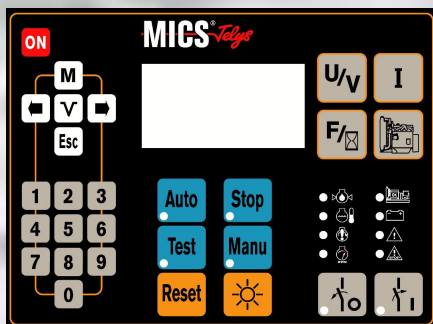 ON
MICS® Telys
M
V
Esc
U/V
I
F/
1 2 3
4 5 6
7 8 9
0
Auto Stop
Test Manu
Reset
O
I